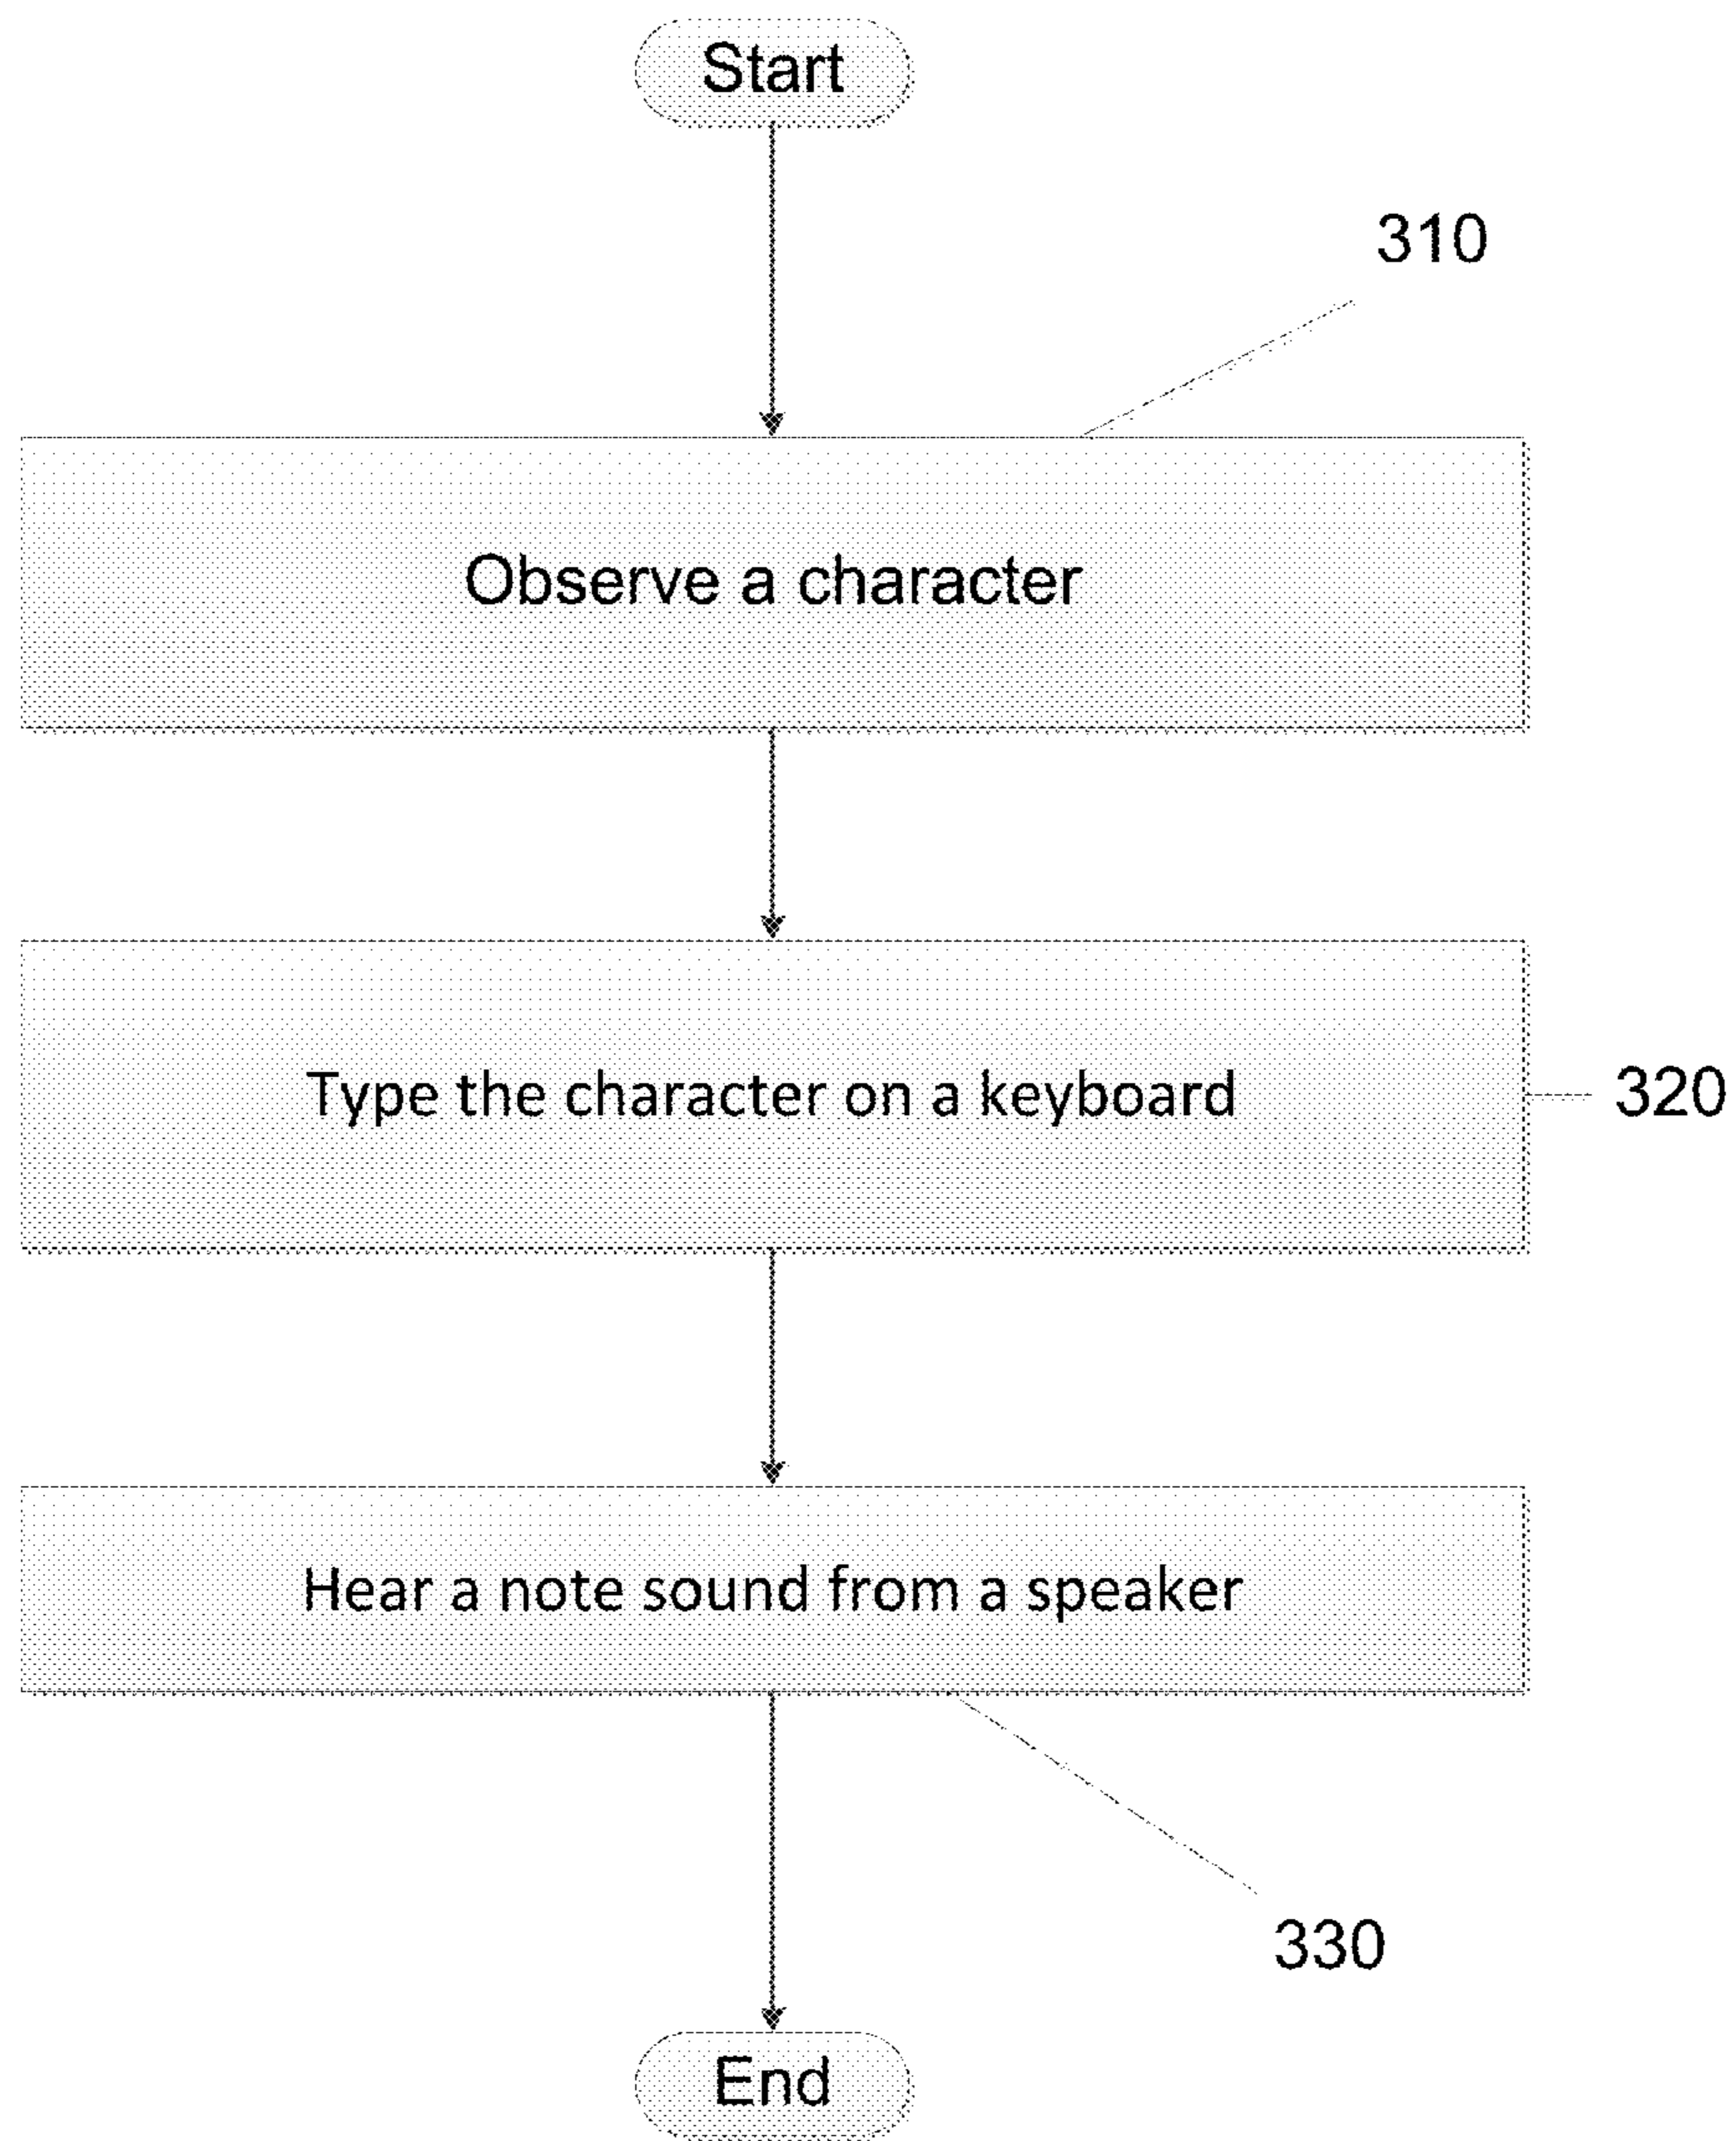 Start
310
Observe a character
Type the character on a keyboard
320
Hear a note sound from a speaker
330
End